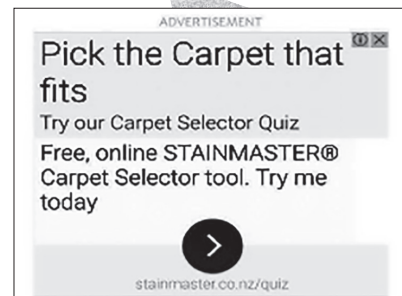 ADVERTISEMENT
Pick the Carpet that
fits
Try our Carpet Selector Quiz
Free, online STAINMASTER®
Carpet Selector tool. Try me
today
stainmaster.co.nz/quiz